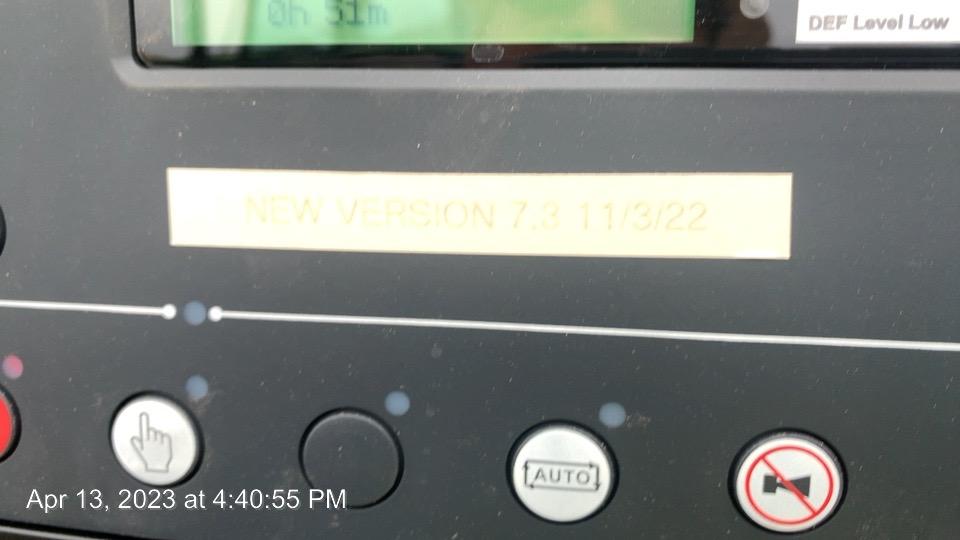 0h 51m
DEF Level Low
NEW VERSION 7.3 11/3/22
AUTO
Apr 13, 2023 at 4:40:55 PM